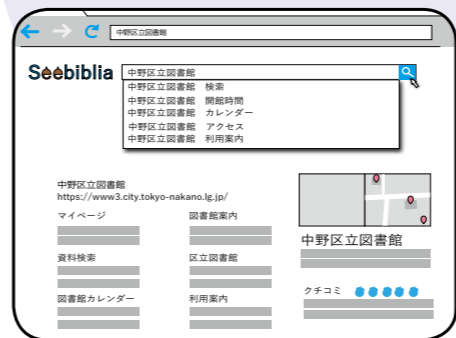 中野区立図書館
Seebiblia
中野区立図書館
中野区立図書館 検索
中野区立図書館 開館時間
中野区立図書館 カレンダー
中野区立図書館 アクセス
中野区立図書館 利用案内
中野区立図書館
https://www3.city.tokyo-nakano.lg.jp/
マイページ 図書館案内
資料検索 区立図書館
図書館カレンダー 利用案内
中野区立図書館
クチコミ